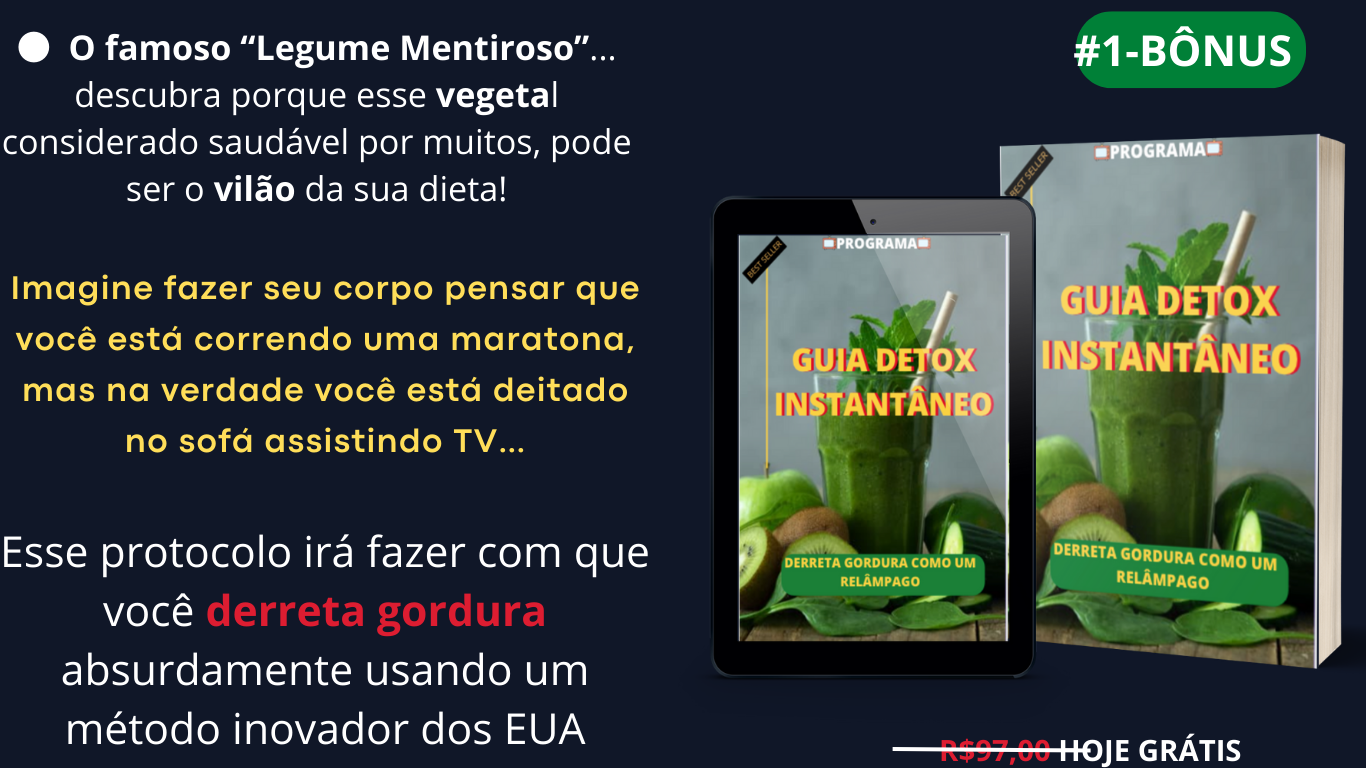 O famoso “Legume Mentiroso”...
descubra porque esse vegetal
considerado saudável por muitos, pode
ser o vilão da sua dieta!
Imagine fazer seu corpo pensar que
você está correndo uma maratona,
mas na verdade você está deitado
no sofá assistindo TV...
Esse protocolo irá fazer com que
você derreta gordura
absurdamente usando um
método inovador dos EUA
#1-BÔNUS
PROGRAMA
BEST SELLER
GUIA DETOX
INSTANTÂNEO
DERRETA GORDURA COMO UM
RELÂMPAGO
PROGRAMA
BEST SELLER
GUIA DETOX
INSTANTÂNEO
DERRETA GORDURA COMO UM
RELÂMPAGO
R$97,00 HOJE GRÁTIS